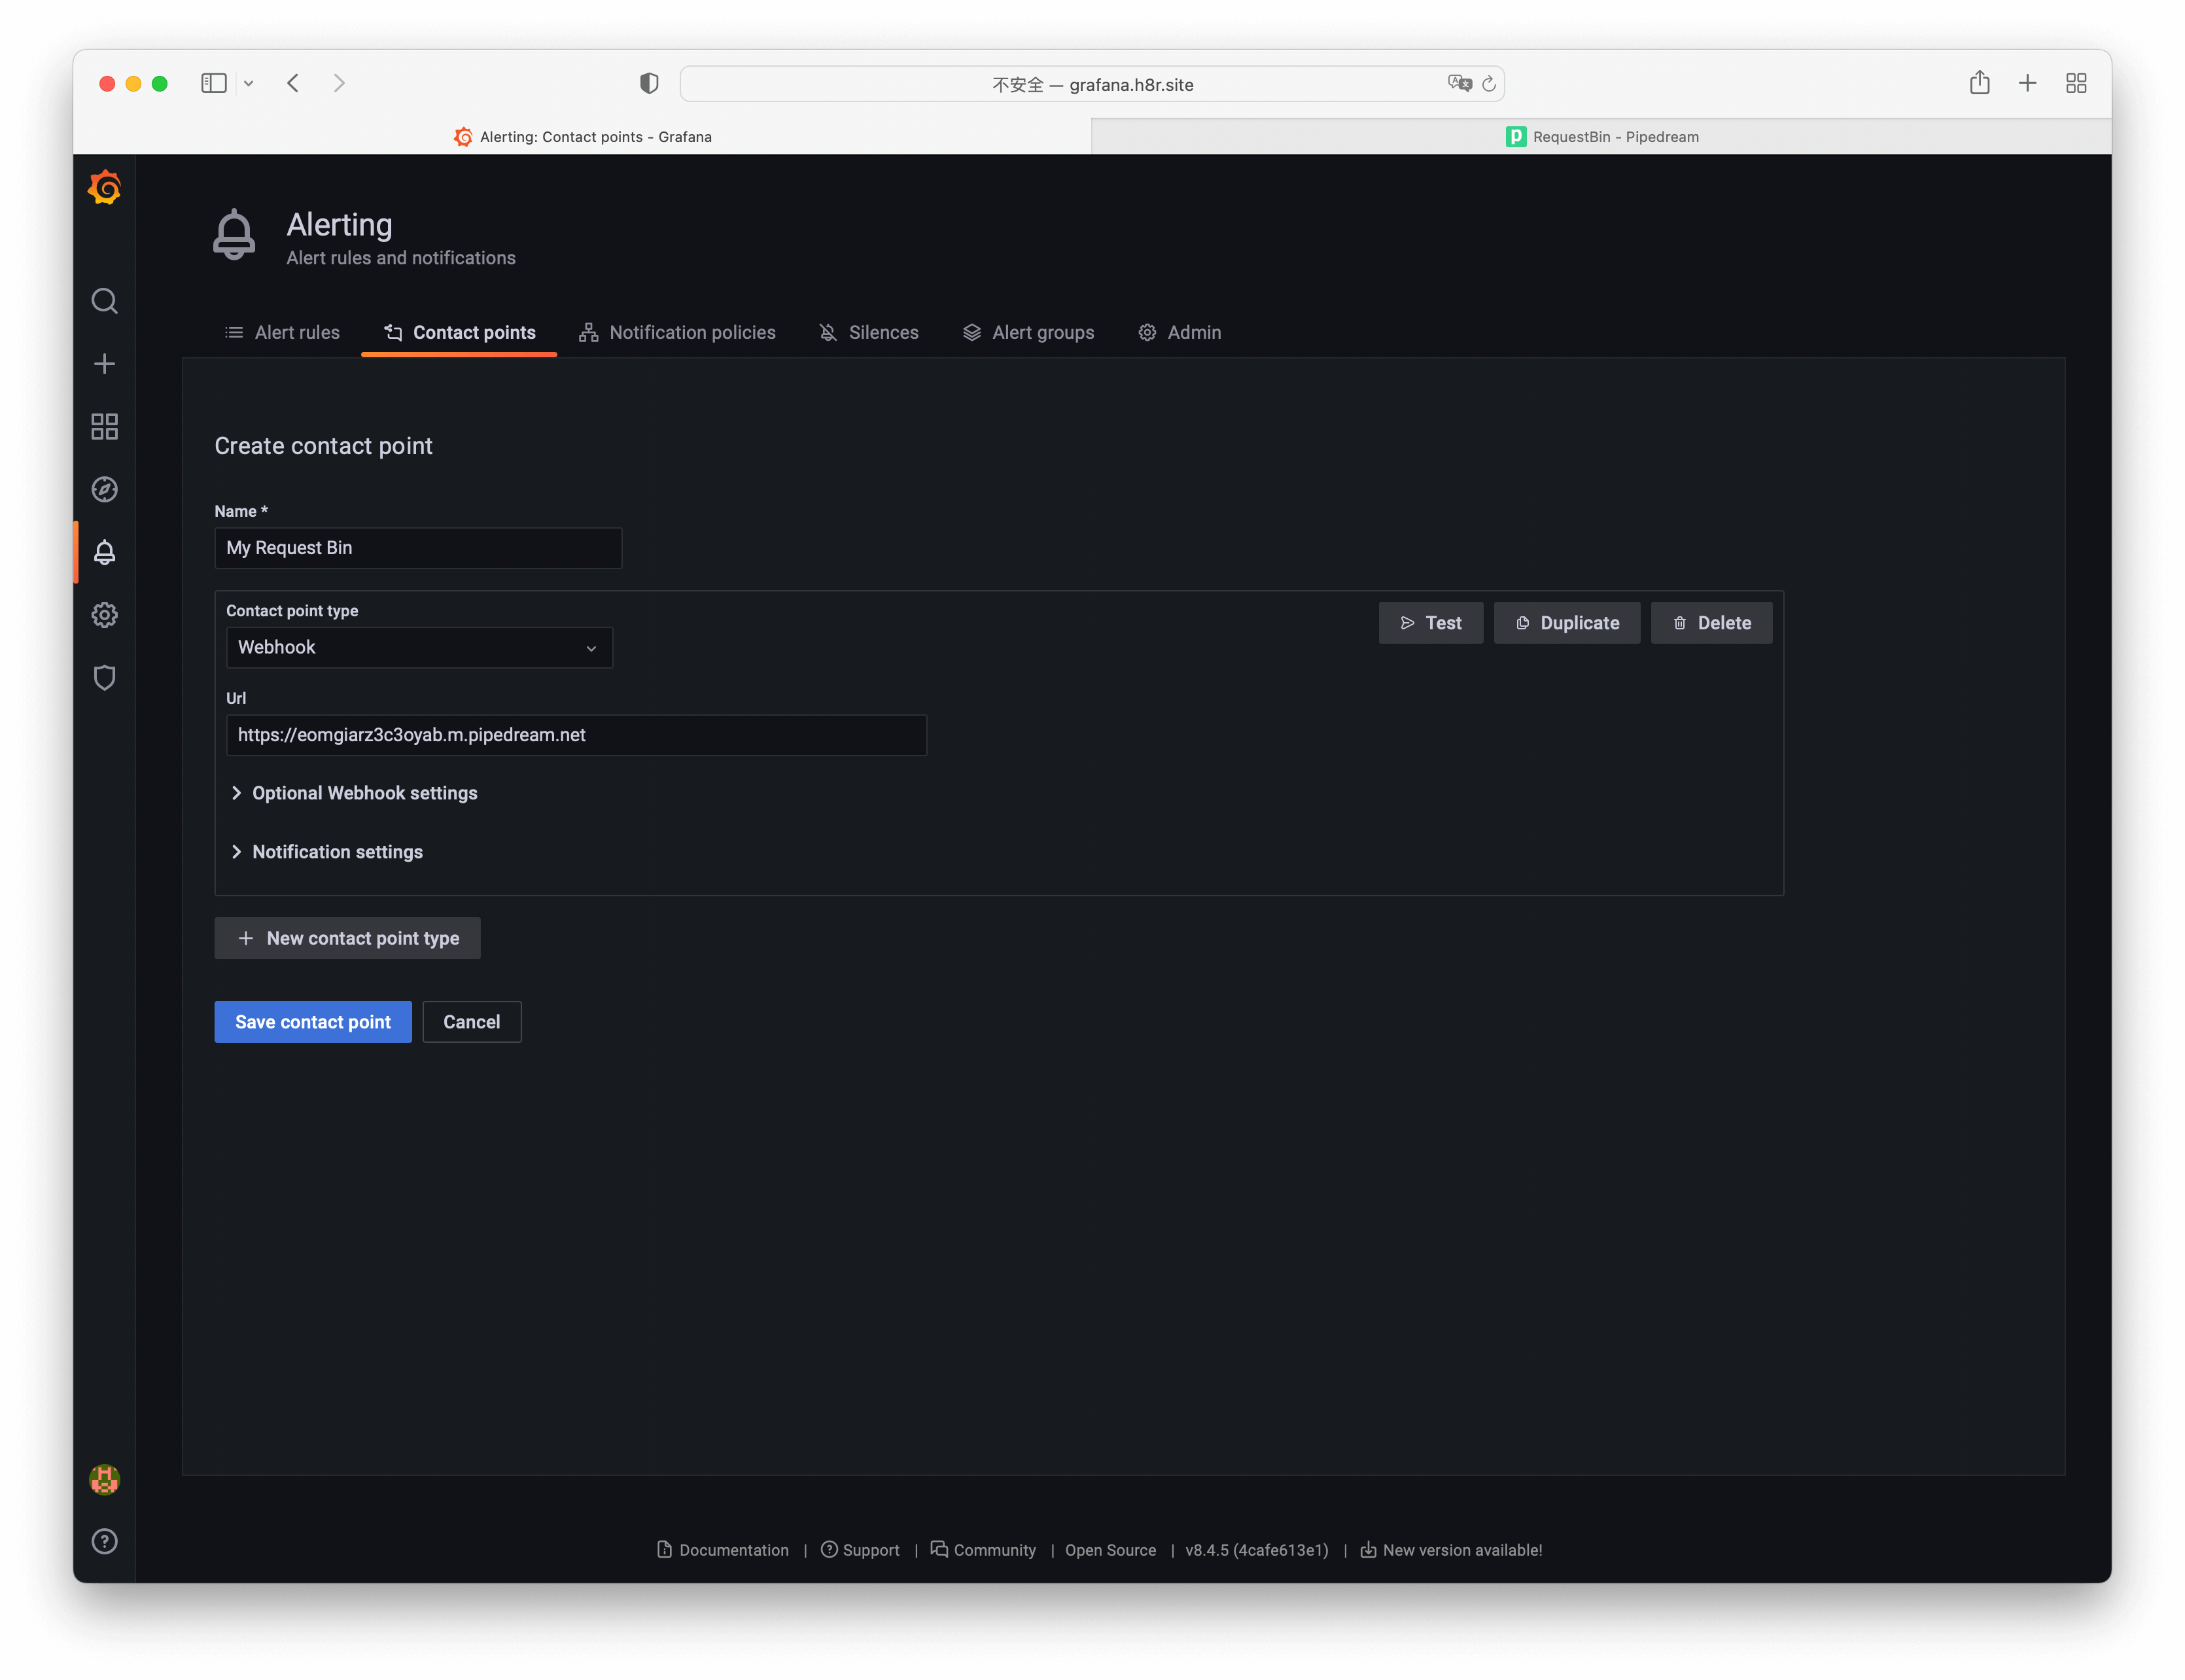 不安全 — grafana.h8r.site
Alerting: Contact points - Grafana
RequestBin - Pipedream
Alerting
Alert rules and notifications
Alert rules
Contact points
Notification policies
Silences
Alert groups
Admin
Create contact point
Name *
My Request Bin
Contact point type
Test
Duplicate
Delete
Webhook
Url
https://eomgiarz3c3oyab.m.pipedream.net
Optional Webhook settings
Notification settings
New contact point type
Save contact point
Cancel
Documentation | Support | Community | Open Source | v8.4.5 (4cafe613e1) | New version available!